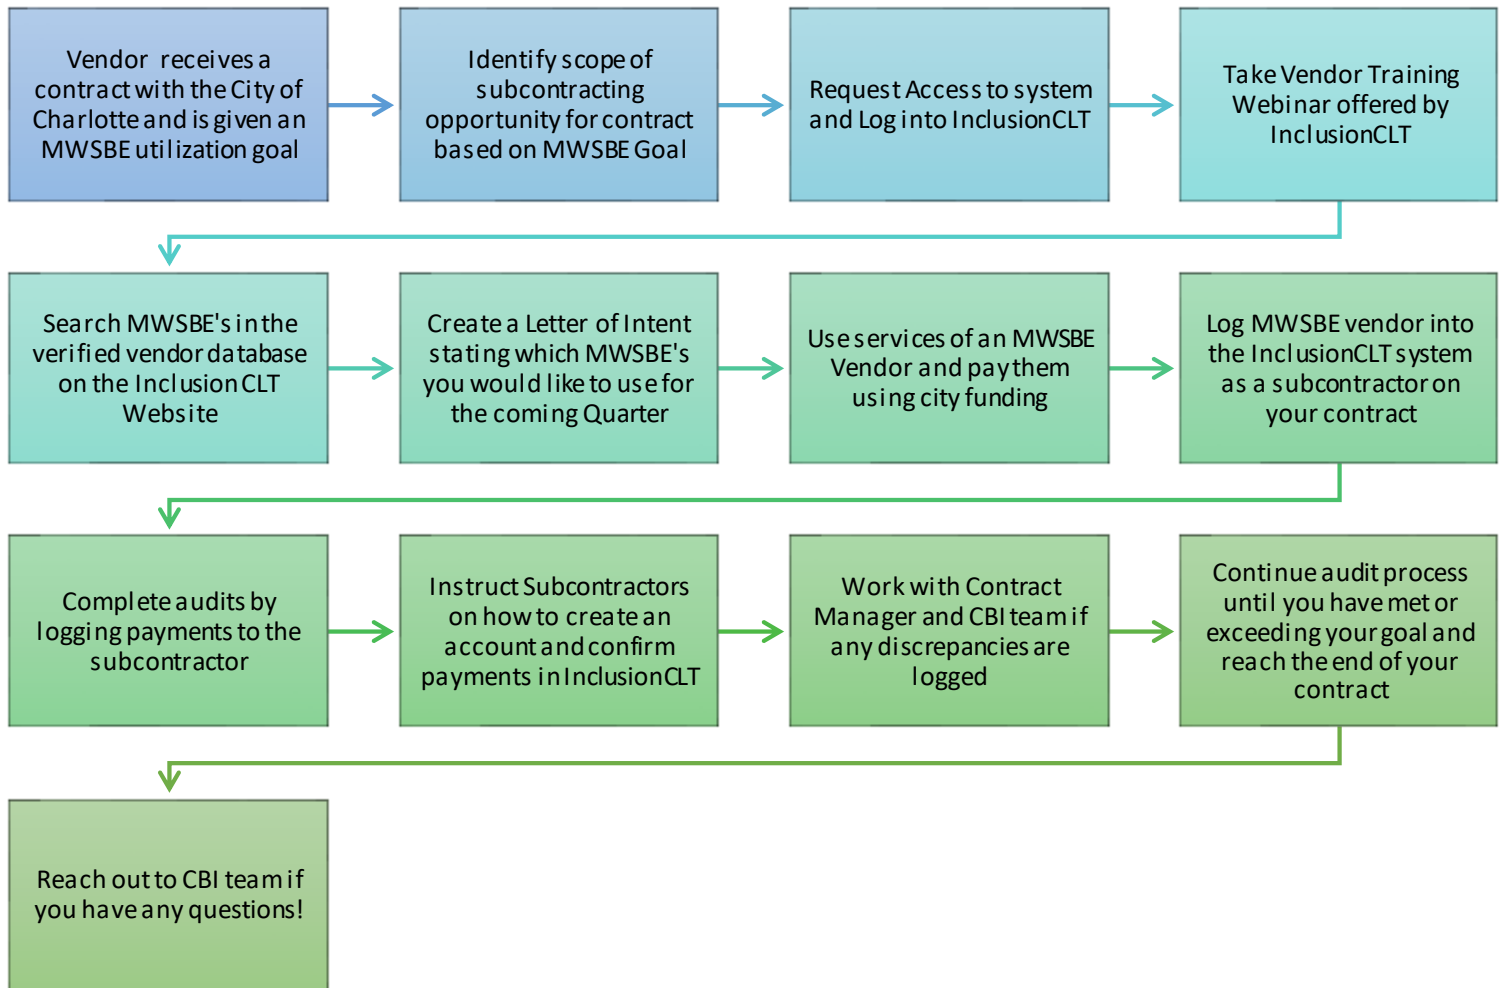 Vendor receives a
contract with the City of
Charlotte and is given an
MWSBE utilization goal
Identify scope of
subcontracting
opportunity for contract
based on MWSBE Goal
Request Access to system
and Log into InclusionCLT
Take Vendor Training
Webinar offered by
InclusionCLT
Search MWSBE's in the
verified vendor database
on the Inclusion CLT
Website
Create a Letter of Intent
stating which MWSBE's
you would like to use for
the coming Quarter
Use services of an MWSBE
Vendor and pay them
using city funding
Log MWSBE vendor into
the InclusionCLT system
as a subcontractor on
your contract
Complete audits by
logging payments to the
subcontractor
Instruct Subcontractors
on how to create an
account and confirm
payments in InclusionCLT
Work with Contract
Manager and CBI team if
any discrepancies are
logged
Continue audit process
until you have met or
exceeding your goal and
reach the end of your
contract
Reach out to CBI team if
you have any questions!